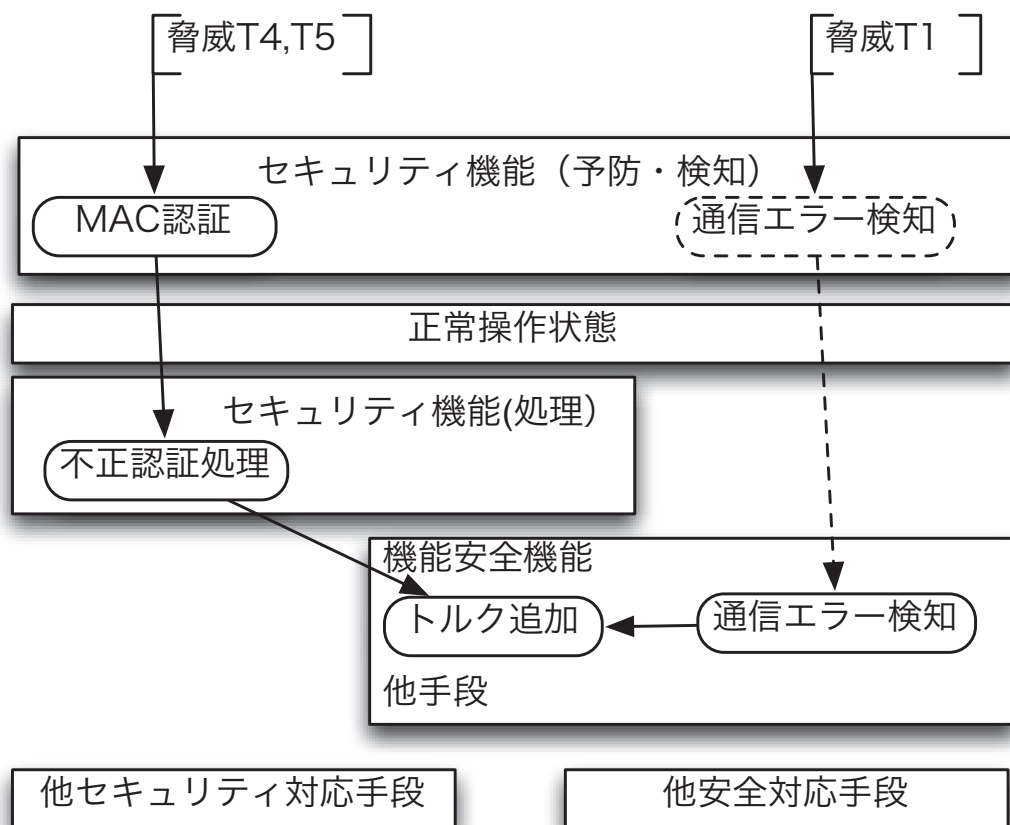 脅威T4,T5
脅威T1
セキュリティ機能（予防・検知）
MAC認証
通信エラー検知
正常操作状態
セキュリティ機能(処理）
不正認証処理
機能安全機能
トルク追加
通信エラー検知
他手段
他セキュリティ対応手段
他安全対応手段